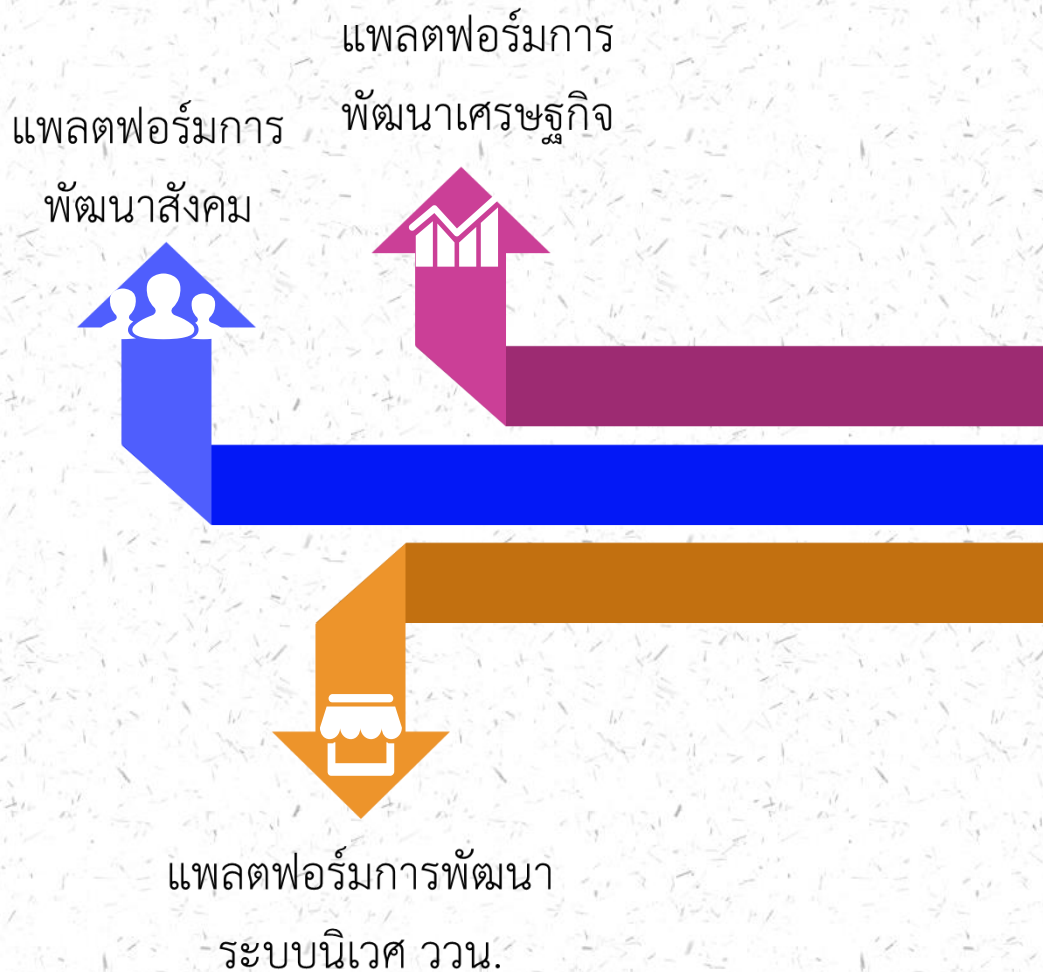 แพลตฟอร์มการ
พัฒนาเศรษฐกิจ
แพลตฟอร์มการ
พัฒนาสังคม
แพลตฟอร์มการพัฒนา
ระบบนิเวศ ววน.